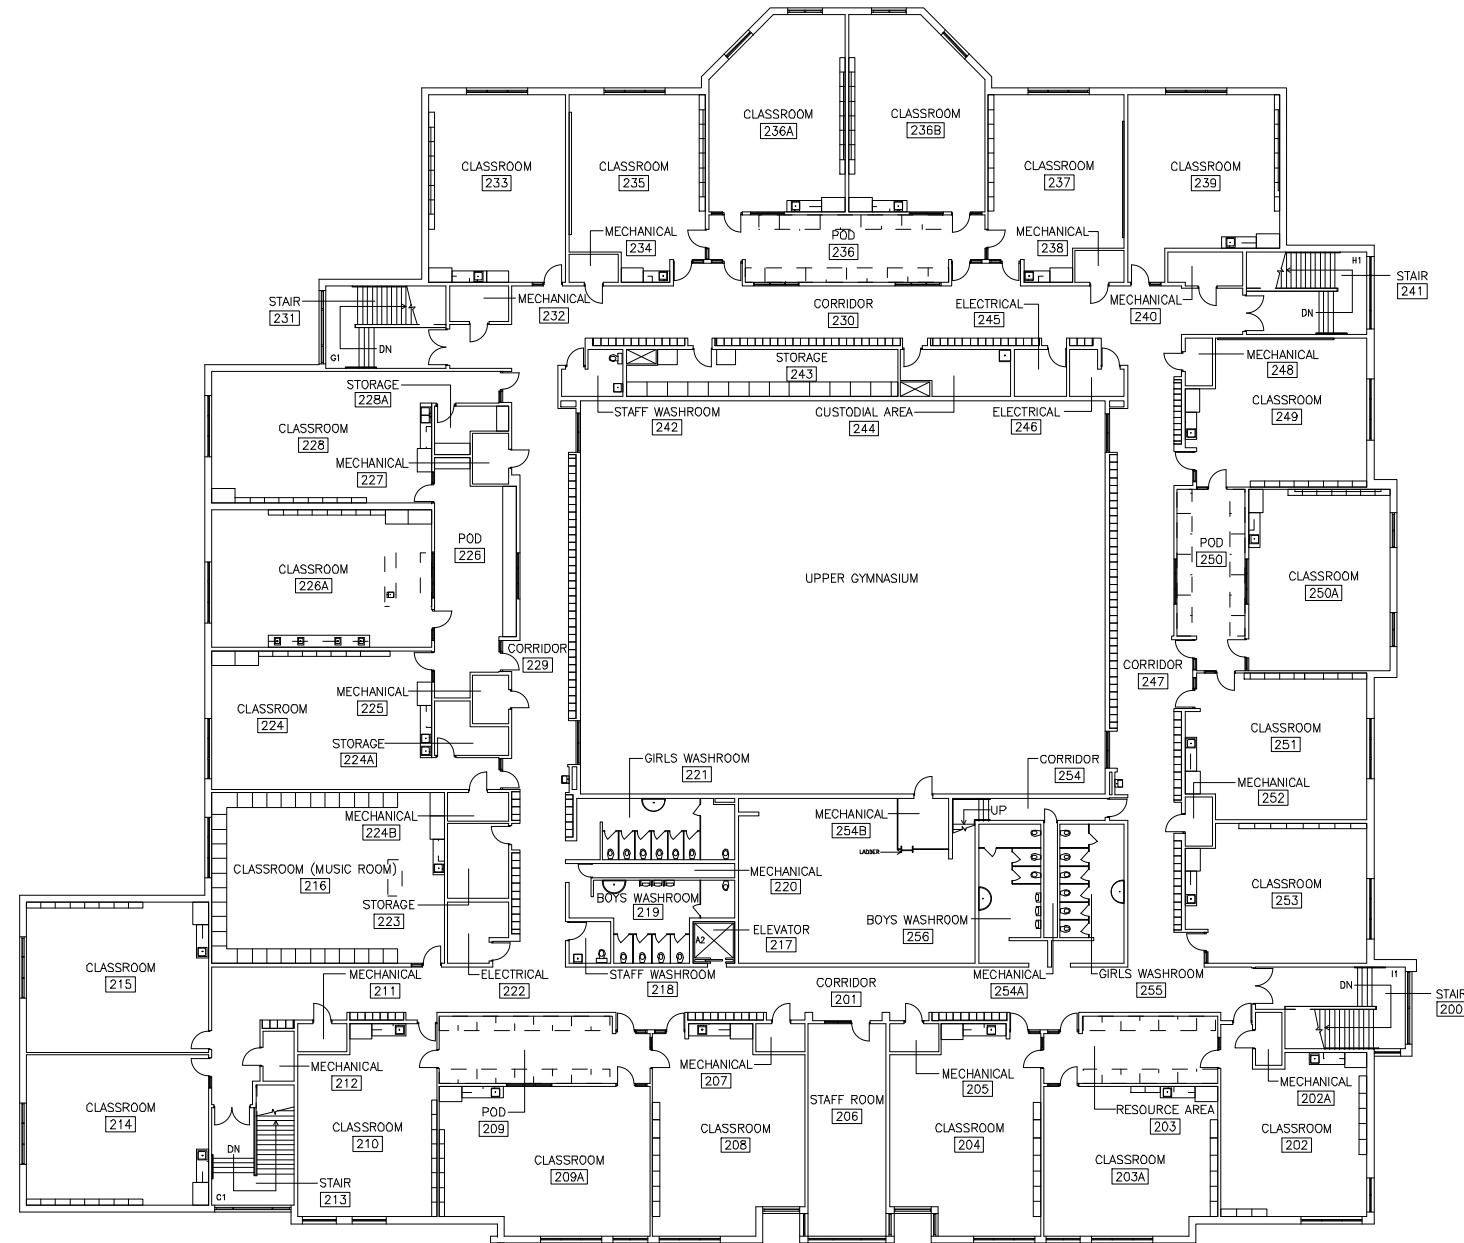 CLASSROOM
236A
CLASSROOM
236B
CLASSROOM
233
CLASSROOM
235
CLASSROOM
237
CLASSROOM
239
MECHANICAL
234
POD
236
MECHANICAL
238
H1
STAIR
241
DN
STAIR
231
MECHANICAL
232
CORRIDOR
230
ELECTRICAL
245
MECHANICAL
240
DN
G1
STORAGE
243
MECHANICAL
248
STORAGE
228A
STAFF WASHROOM
242
CUSTODIAL AREA
244
ELECTRICAL
246
CLASSROOM
249
CLASSROOM
228
MECHANICAL
227
POD
226
POD
250
CLASSROOM
226A
UPPER GYMNASIUM
CLASSROOM
250A
CORRIDOR
229
CORRIDOR
247
MECHANICAL
225
CLASSROOM
224
STORAGE
224A
CLASSROOM
251
GIRLS WASHROOM
221
CORRIDOR
254
MECHANICAL
252
MECHANICAL
224B
MECHANICAL
254B
UP
LADDER
CLASSROOM (MUSIC ROOM)
216
MECHANICAL
220
CLASSROOM
253
STORAGE
223
BOYS WASHROOM
219
BOYS WASHROOM
256
ELEVATOR
217
A2
CLASSROOM
215
MECHANICAL
211
ELECTRICAL
222
STAFF WASHROOM
218
CORRIDOR
201
MECHANICAL
254A
GIRLS WASHROOM
255
I1
DN
STAIR
200
MECHANICAL
212
MECHANICAL
207
MECHANICAL
205
MECHANICAL
202A
CLASSROOM
214
POD
209
STAFF ROOM
206
RESOURCE AREA
203
CLASSROOM
210
CLASSROOM
208
CLASSROOM
204
CLASSROOM
202
DN
CLASSROOM
209A
CLASSROOM
203A
STAIR
213
C1